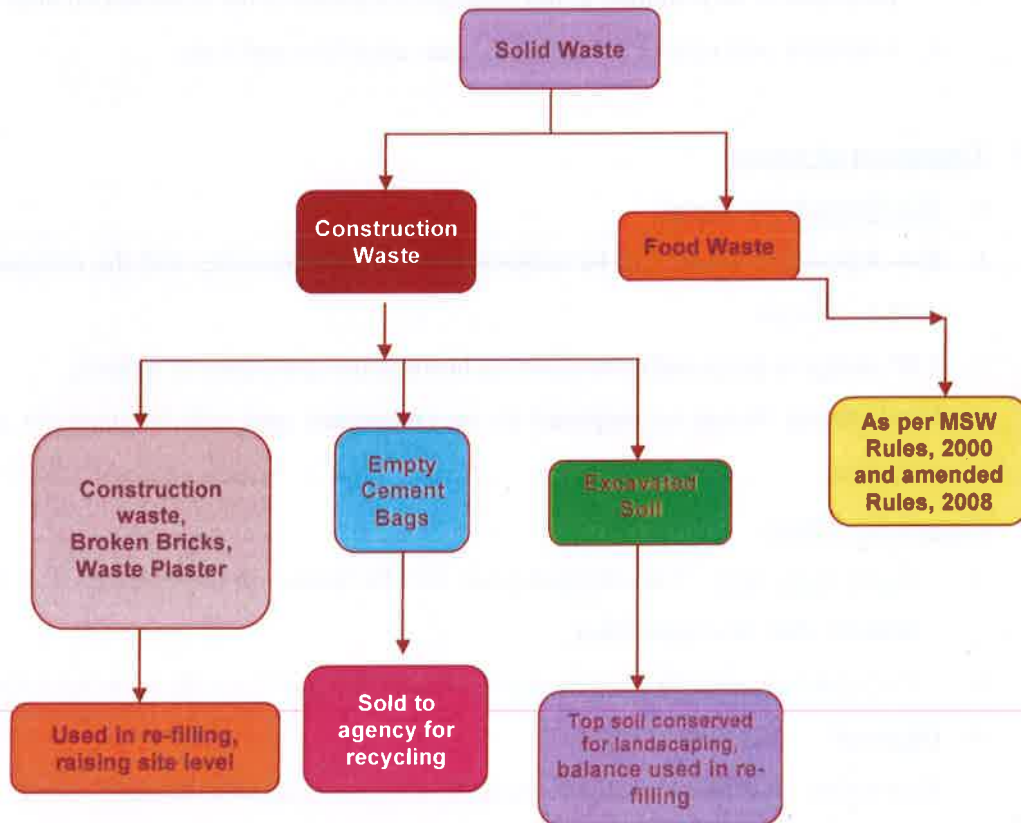 Solid Waste
Construction
Waste
Food Waste
Construction
waste,
Broken Bricks,
Waste Plaster
Empty
Cement
Bags
Excavated
Soil
As per MSW
Rules, 2000
and amended
Rules, 2008
Used in re-filling,
raising site level
Sold to
agency for
recycling
Top soil conserved
for landscaping,
balance used in re-
filling